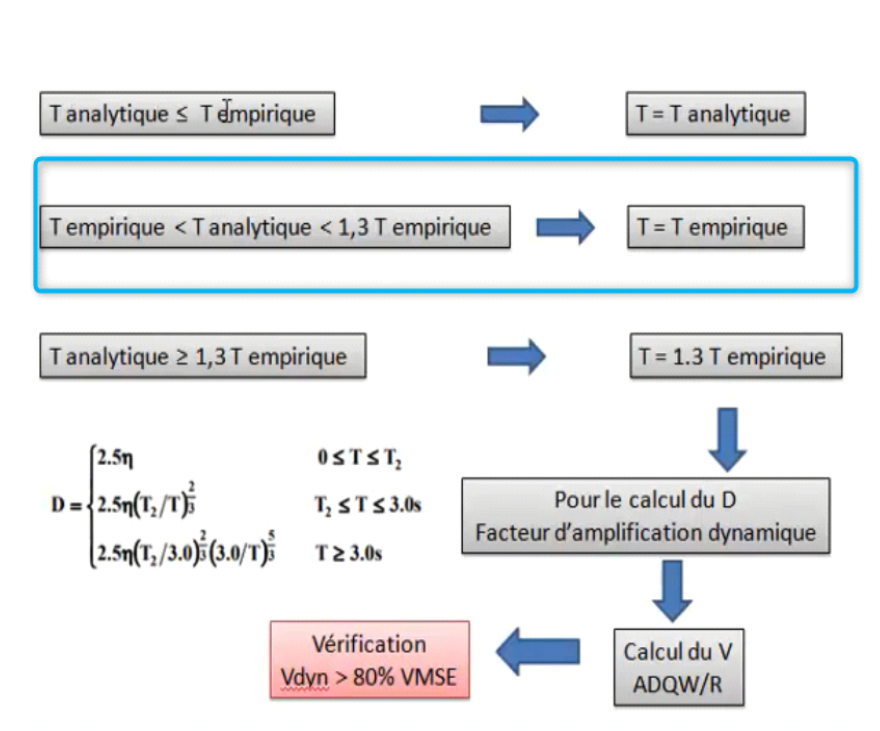 T analytique ≤ T empirique
T = T analytique
T empirique < T analytique < 1,3 T empirique
T = T empirique
T analytique ≥ 1,3 T empirique
T = 1.3 T empirique
D = { 2.5η 0 ≤ T ≤ T₂
2.5η(T₂/T)^(2/3) T₂ ≤ T ≤ 3.0s
2.5η(T₂/3.0)^(2/3)(3.0/T)^(5/3) T ≥ 3.0s
Pour le calcul du D
Facteur d'amplification dynamique
Calcul du V
ADQW/R
Vérification
Vdyn > 80% VMSE